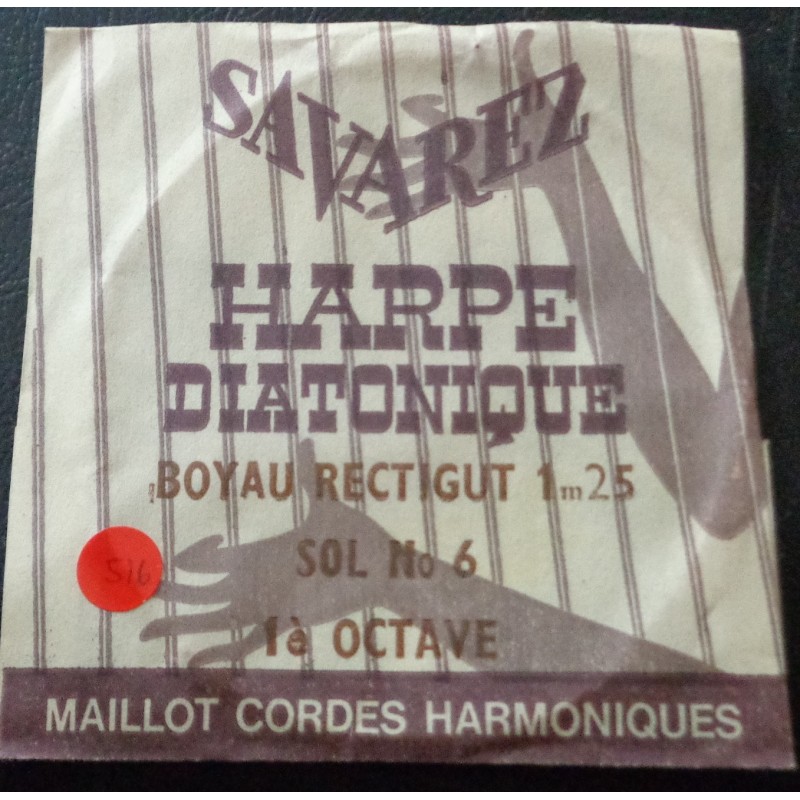 SAVAREZ
HARPE
DIATONIQUE
BOYAU RECTIGUT 1m25
SOL No 6
516
1è OCTAVE
MAILLOT CORDES HARMONIQUES